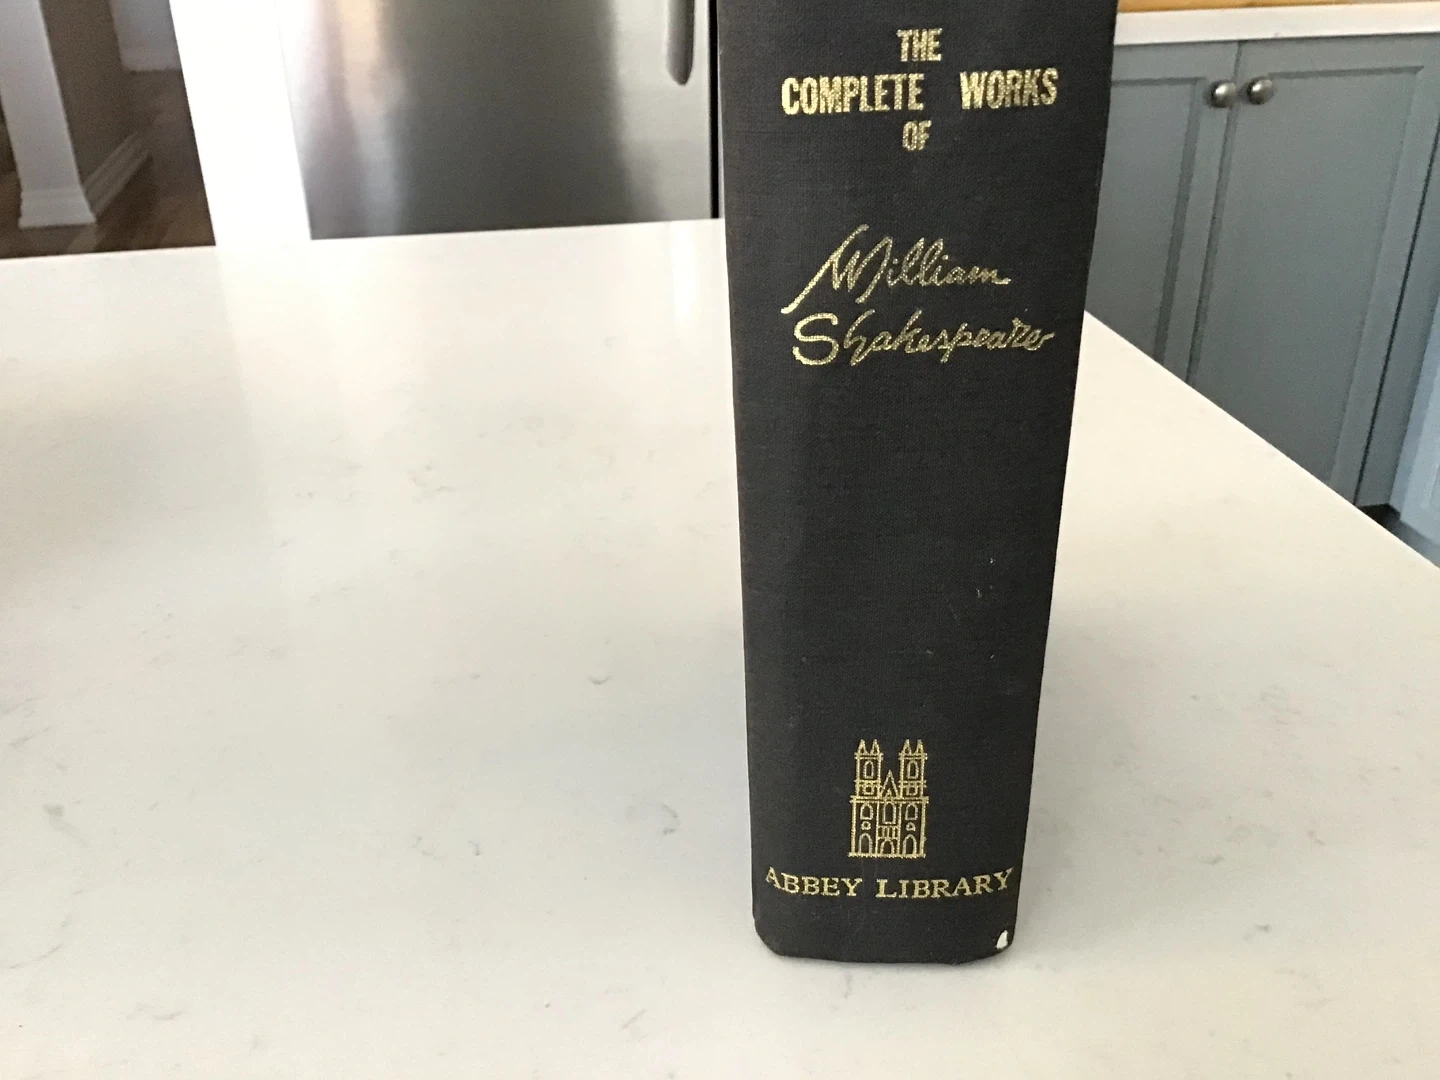 THE
COMPLETE WORKS
OF
William
Shakespeare
ABBEY LIBRARY